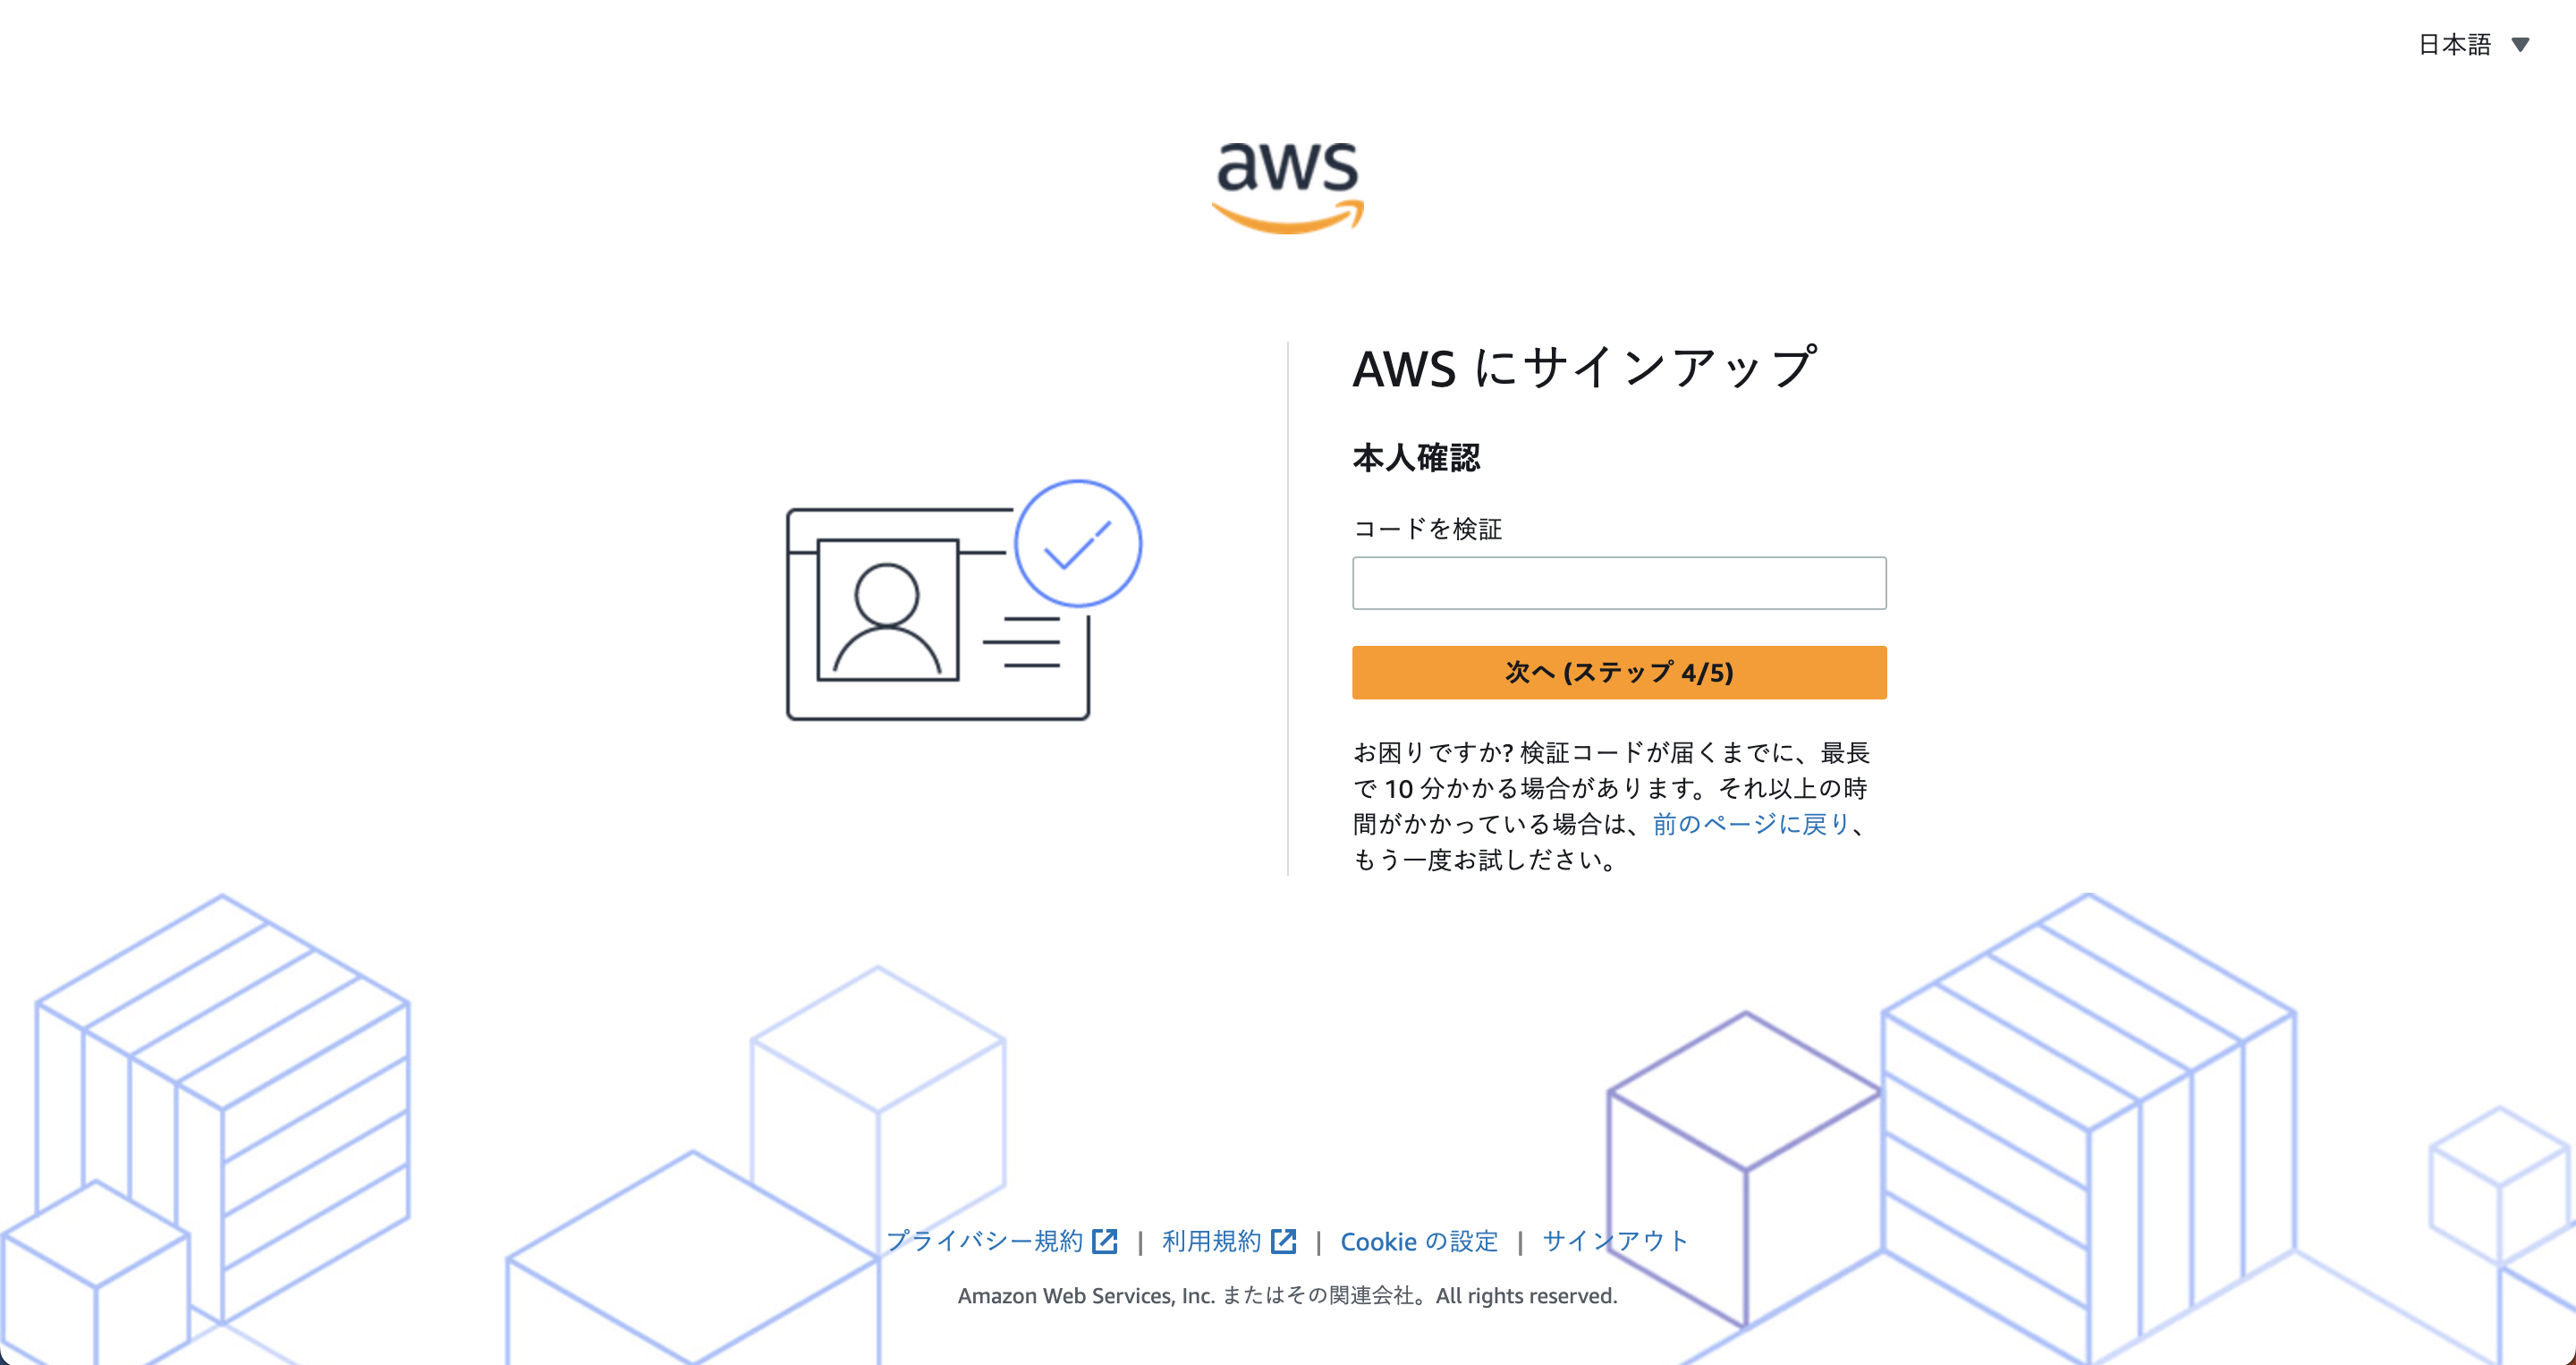 日本語
aws
AWS にサインアップ
本人確認
コードを検証
次へ (ステップ 4/5)
お困りですか? 検証コードが届くまでに、最長
で 10 分かかる場合があります。それ以上の時
間がかかっている場合は、前のページに戻り、
もう一度お試しださい。
プライバシー規約 | 利用規約 | Cookie の設定 | サインアウト
Amazon Web Services, Inc. またはその関連会社。All rights reserved.